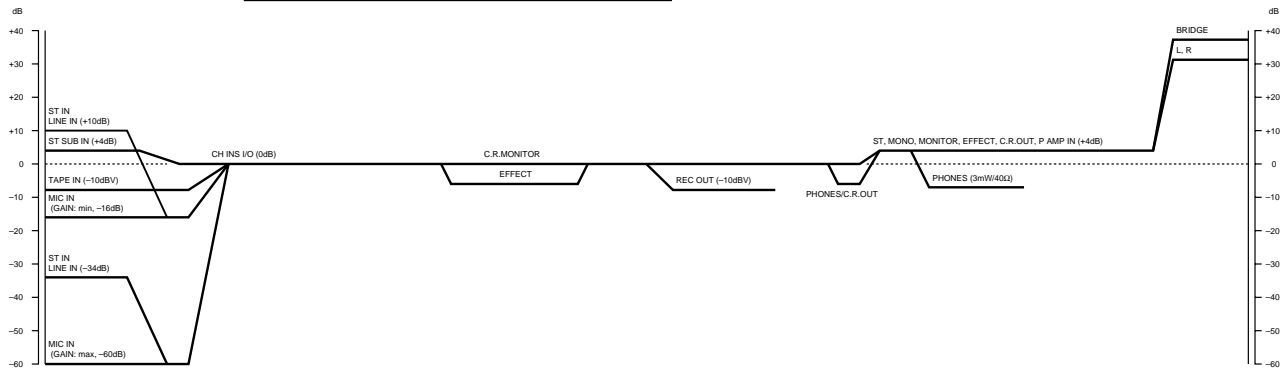 dB
dB
+40
+30
+20
+10
0
–10
–20
–30
–40
–50
–60
ST IN
LINE IN (+10dB)
ST SUB IN (+4dB)
TAPE IN (–10dBV)
MIC IN
(GAIN: min, –16dB)
ST IN
LINE IN (–34dB)
MIC IN
(GAIN: max, –60dB)
CH INS I/O (0dB)
C.R.MONITOR
EFFECT
REC OUT (–10dBV)
PHONES/C.R.OUT
ST, MONO, MONITOR, EFFECT, C.R.OUT, P AMP IN (+4dB)
PHONES (3mW/40Ω)
BRIDGE
L, R
+40
+30
+20
+10
0
–10
–20
–30
–40
–50
–60